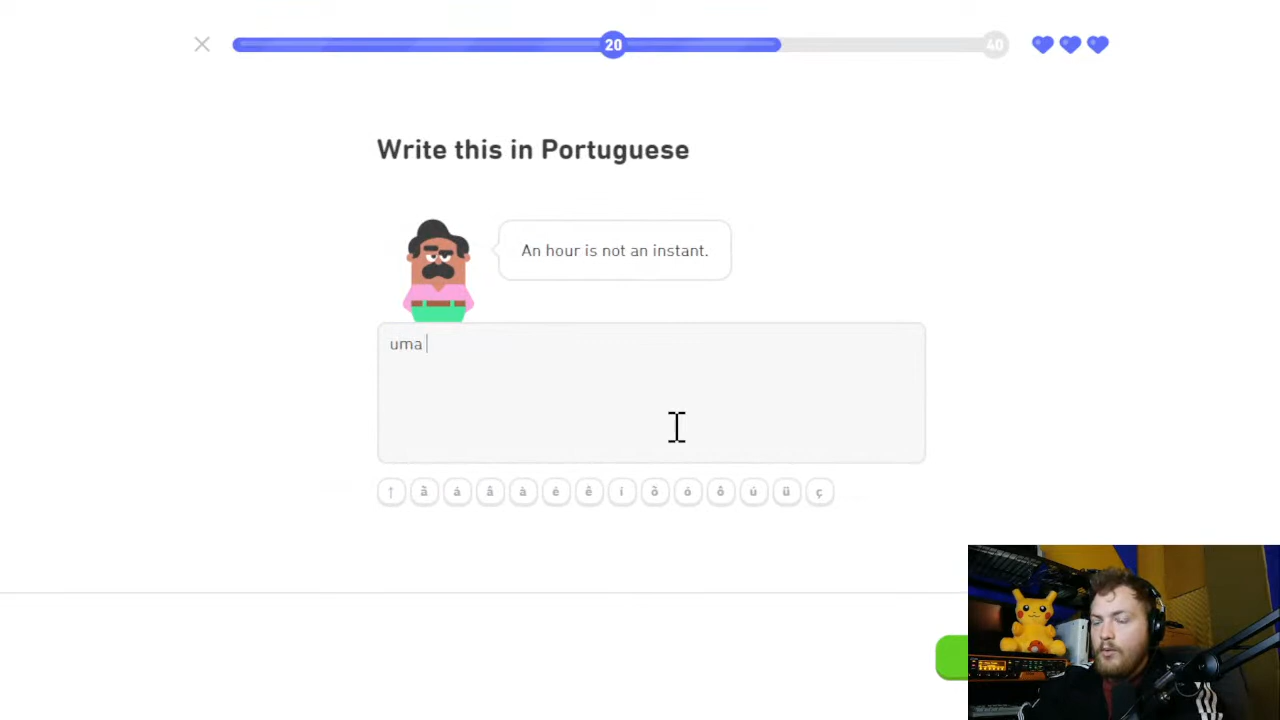 20
40
Write this in Portuguese
An hour is not an instant.
uma
↑ ã á â à é ê í õ ó ô ú ü ç